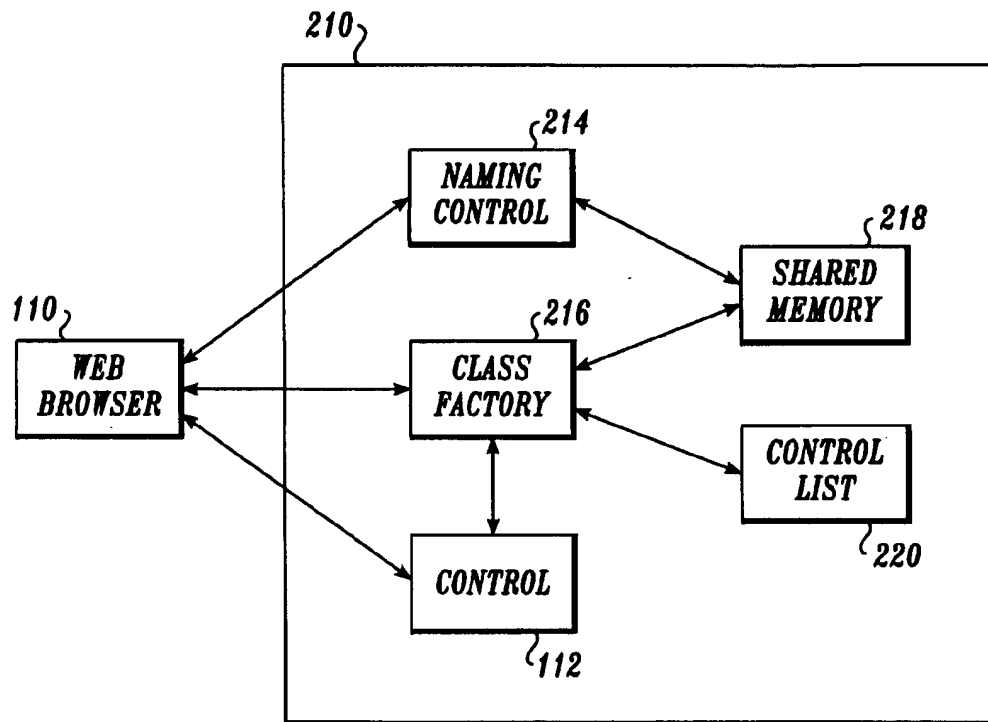 210
214
NAMING
CONTROL
218
SHARED
MEMORY
110
WEB
BROWSER
216
CLASS
FACTORY
CONTROL
LIST
220
CONTROL
112